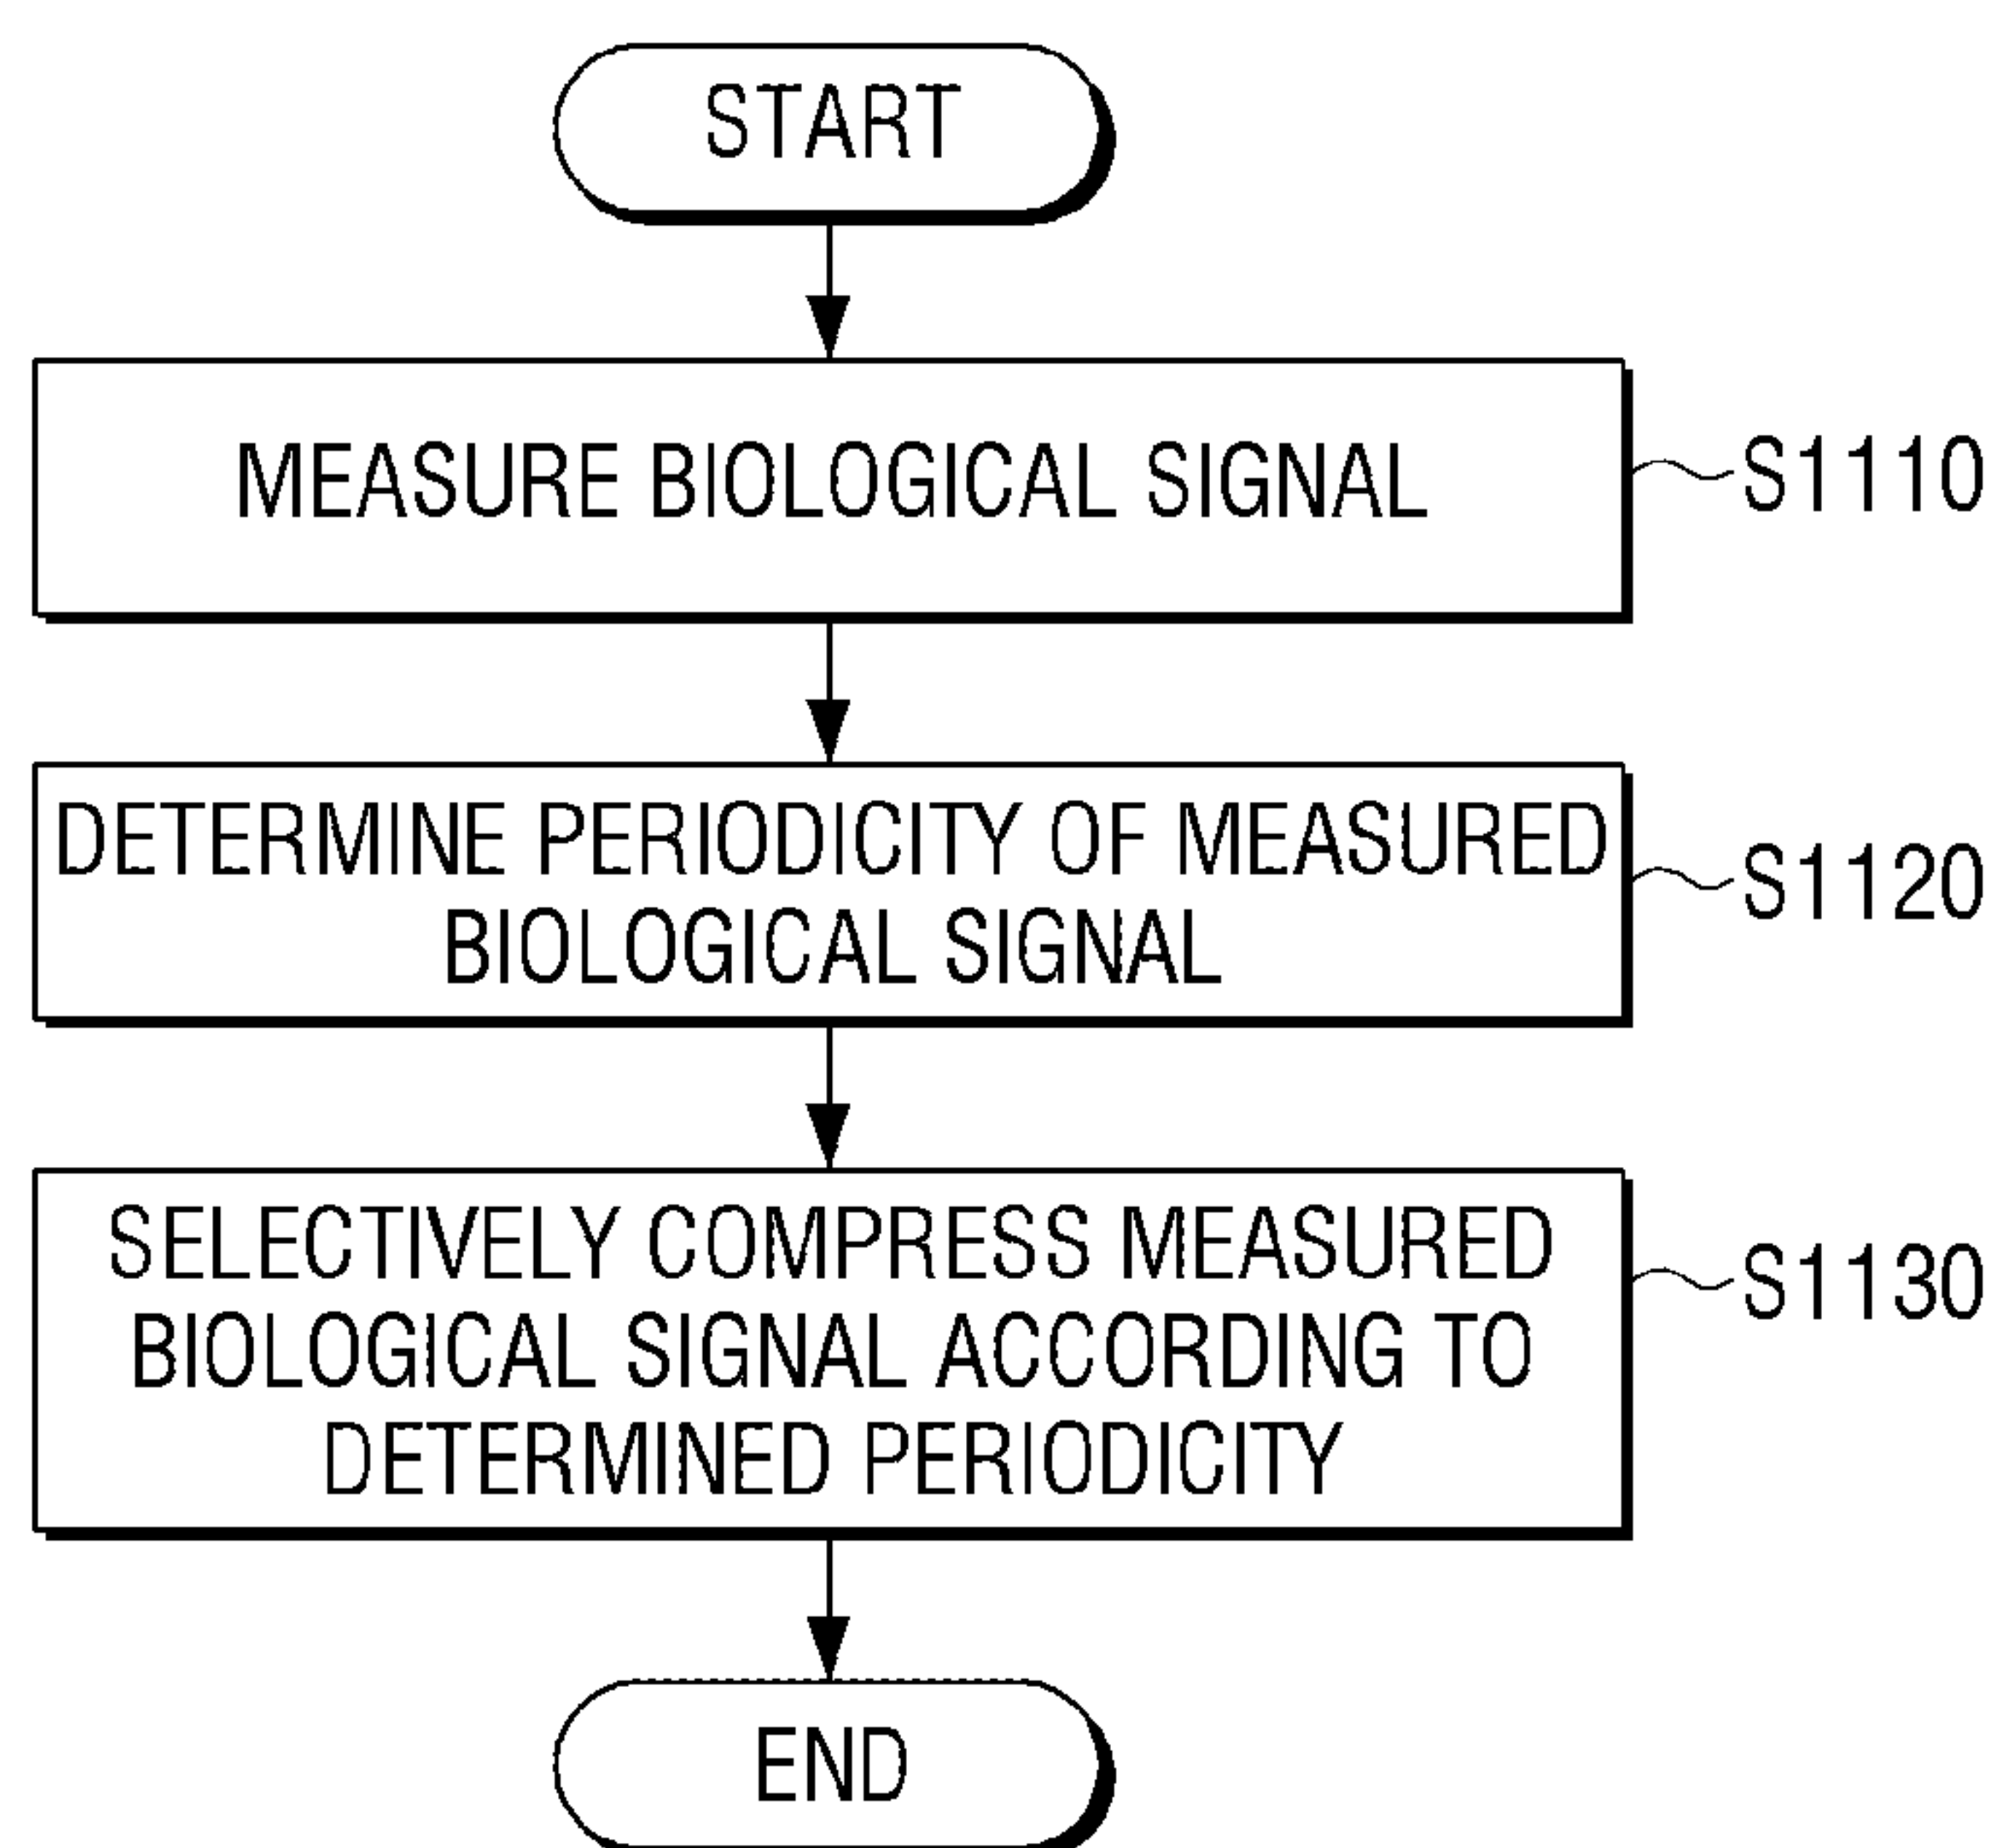 START
MEASURE BIOLOGICAL SIGNAL
S1110
DETERMINE PERIODICITY OF MEASURED
BIOLOGICAL SIGNAL
S1120
SELECTIVELY COMPRESS MEASURED
BIOLOGICAL SIGNAL ACCORDING TO
DETERMINED PERIODICITY
S1130
END